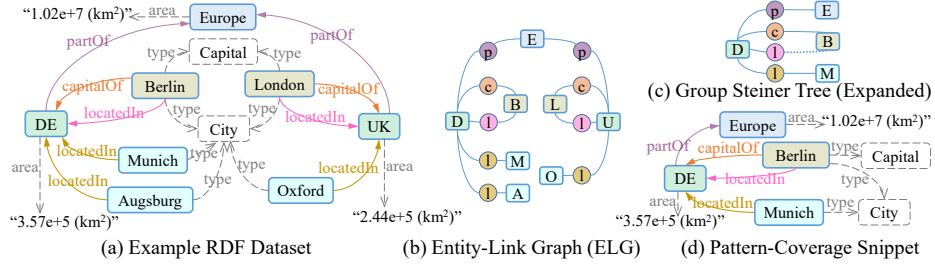 "1.02e+7 (km²)"
area
Europe
partOf
partOf
type
Capital
type
Berlin
London
capitalOf
capitalOf
locatedIn
type
type
locatedIn
DE
City
UK
locatedIn
Munich
type
area
locatedIn
type
area
Augsburg
Oxford
locatedIn
"3.57e+5 (km²)"
"2.44e+5 (km²)"
(a) Example RDF Dataset
E
p
p
c
c
B
L
D
l
l
U
l
M
O
l
l
A
(b) Entity-Link Graph (ELG)
p
E
c
D
B
l
l
M
(c) Group Steiner Tree (Expanded)
"1.02e+7 (km²)"
Europe
area
partOf
capitalOf
Berlin
type
Capital
locatedIn
DE
type
area
locatedIn
Munich
type
City
"3.57e+5 (km²)"
(d) Pattern-Coverage Snippet